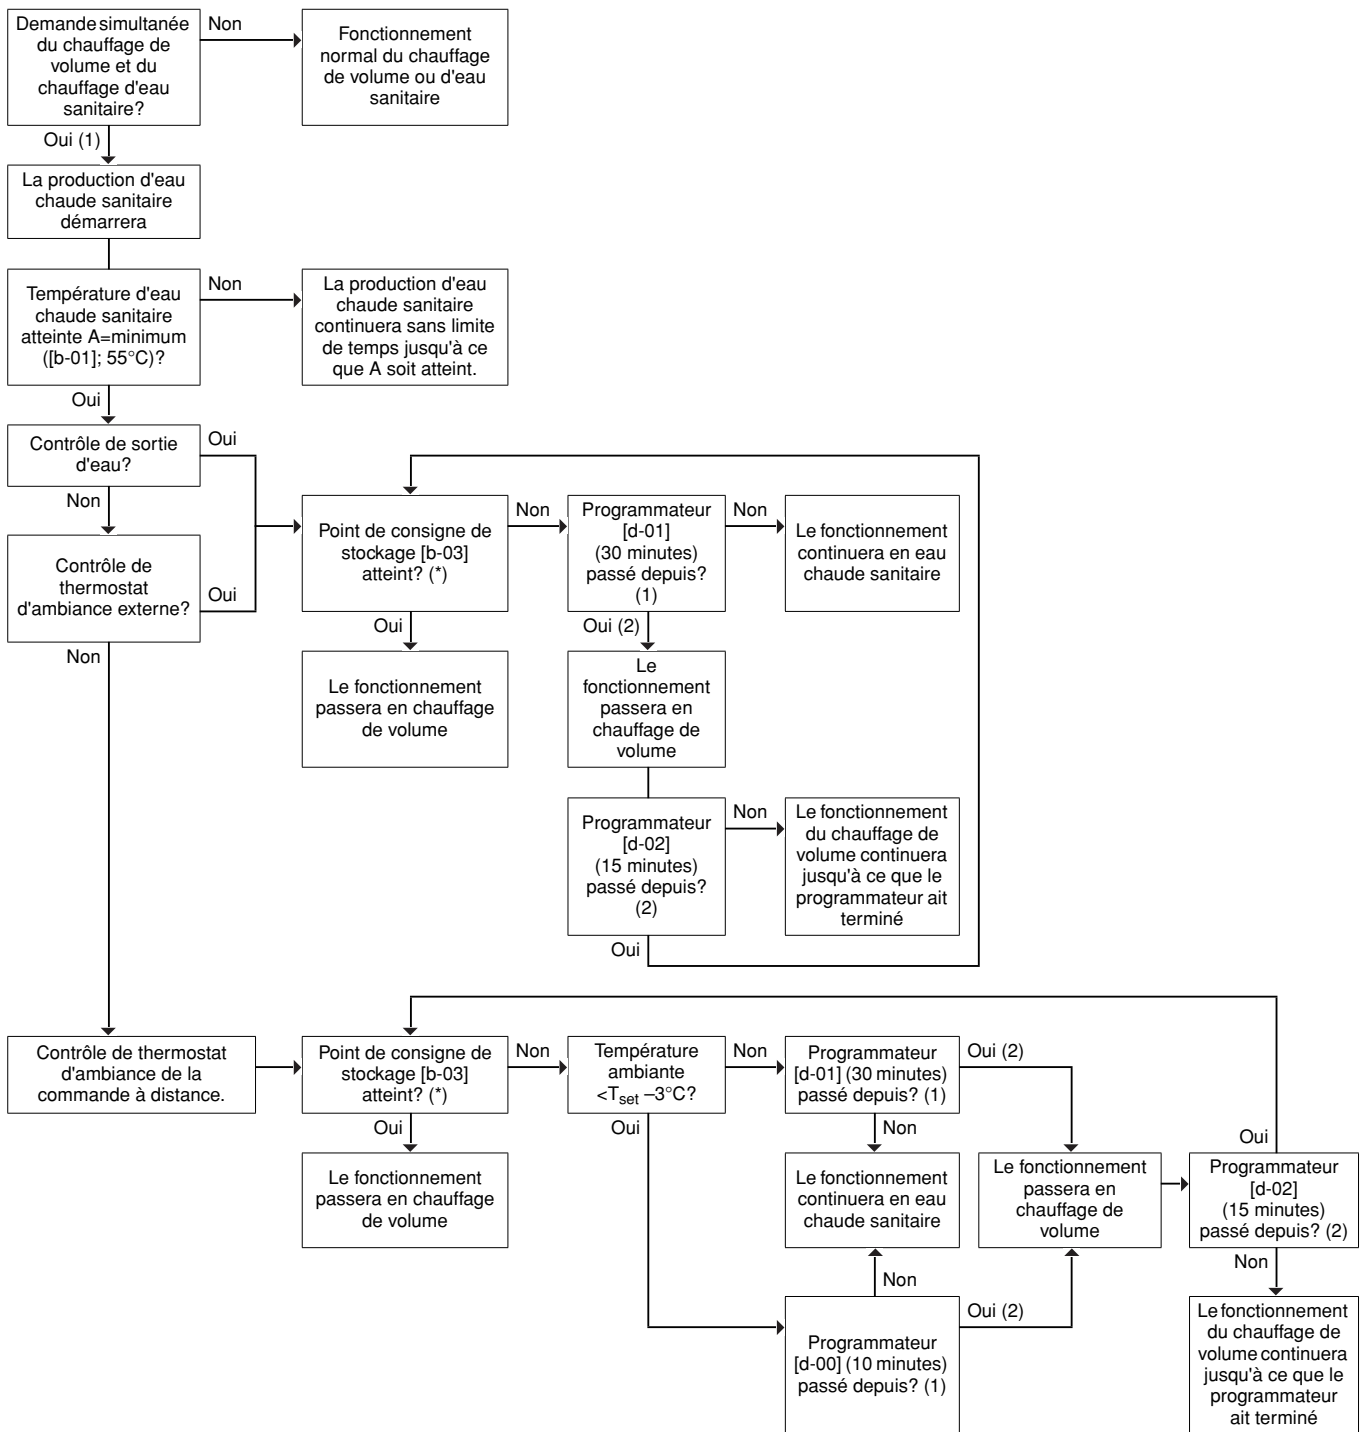 Demande simultanée
du chauffage de
volume et du
chauffage d'eau
sanitaire?
Non
Fonctionnement
normal du chauffage
de volume ou d'eau
sanitaire
Oui (1)
La production d'eau
chaude sanitaire
démarrera
Température d'eau
chaude sanitaire
atteinte A=minimum
([b-01]; 55°C)?
Non
La production d'eau
chaude sanitaire
continuera sans limite
de temps jusqu'à ce
que A soit atteint.
Oui
Contrôle de sortie
d'eau?
Oui
Non
Contrôle de
thermostat
d'ambiance externe?
Oui
Non
Point de consigne de
stockage [b-03]
atteint? (*)
Non
Programmateur
[d-01]
(30 minutes)
passé depuis?
(1)
Non
Le fonctionnement
continuera en eau
chaude sanitaire
Oui
Le fonctionnement
passera en chauffage
de volume
Oui (2)
Le
fonctionnement
passera en
chauffage de
volume
Programmateur
[d-02]
(15 minutes)
passé depuis?
(2)
Non
Le fonctionnement
du chauffage de
volume continuera
jusqu'à ce que le
programmateur ait
terminé
Oui
Contrôle de thermostat
d'ambiance de la
commande à distance.
Point de consigne de
stockage [b-03]
atteint? (*)
Non
Température
ambiante
<Tset –3°C?
Non
Programmateur
[d-01] (30 minutes)
passé depuis? (1)
Oui (2)
Oui
Le fonctionnement
passera en chauffage
de volume
Oui
Non
Le fonctionnement
continuera en eau
chaude sanitaire
Le fonctionnement
passera en
chauffage de
volume
Oui
Programmateur
[d-02]
(15 minutes)
passé depuis? (2)
Non
Non
Programmateur
[d-00] (10 minutes)
passé depuis? (1)
Oui (2)
Le fonctionnement
du chauffage de
volume continuera
jusqu'à ce que le
programmateur
ait terminé